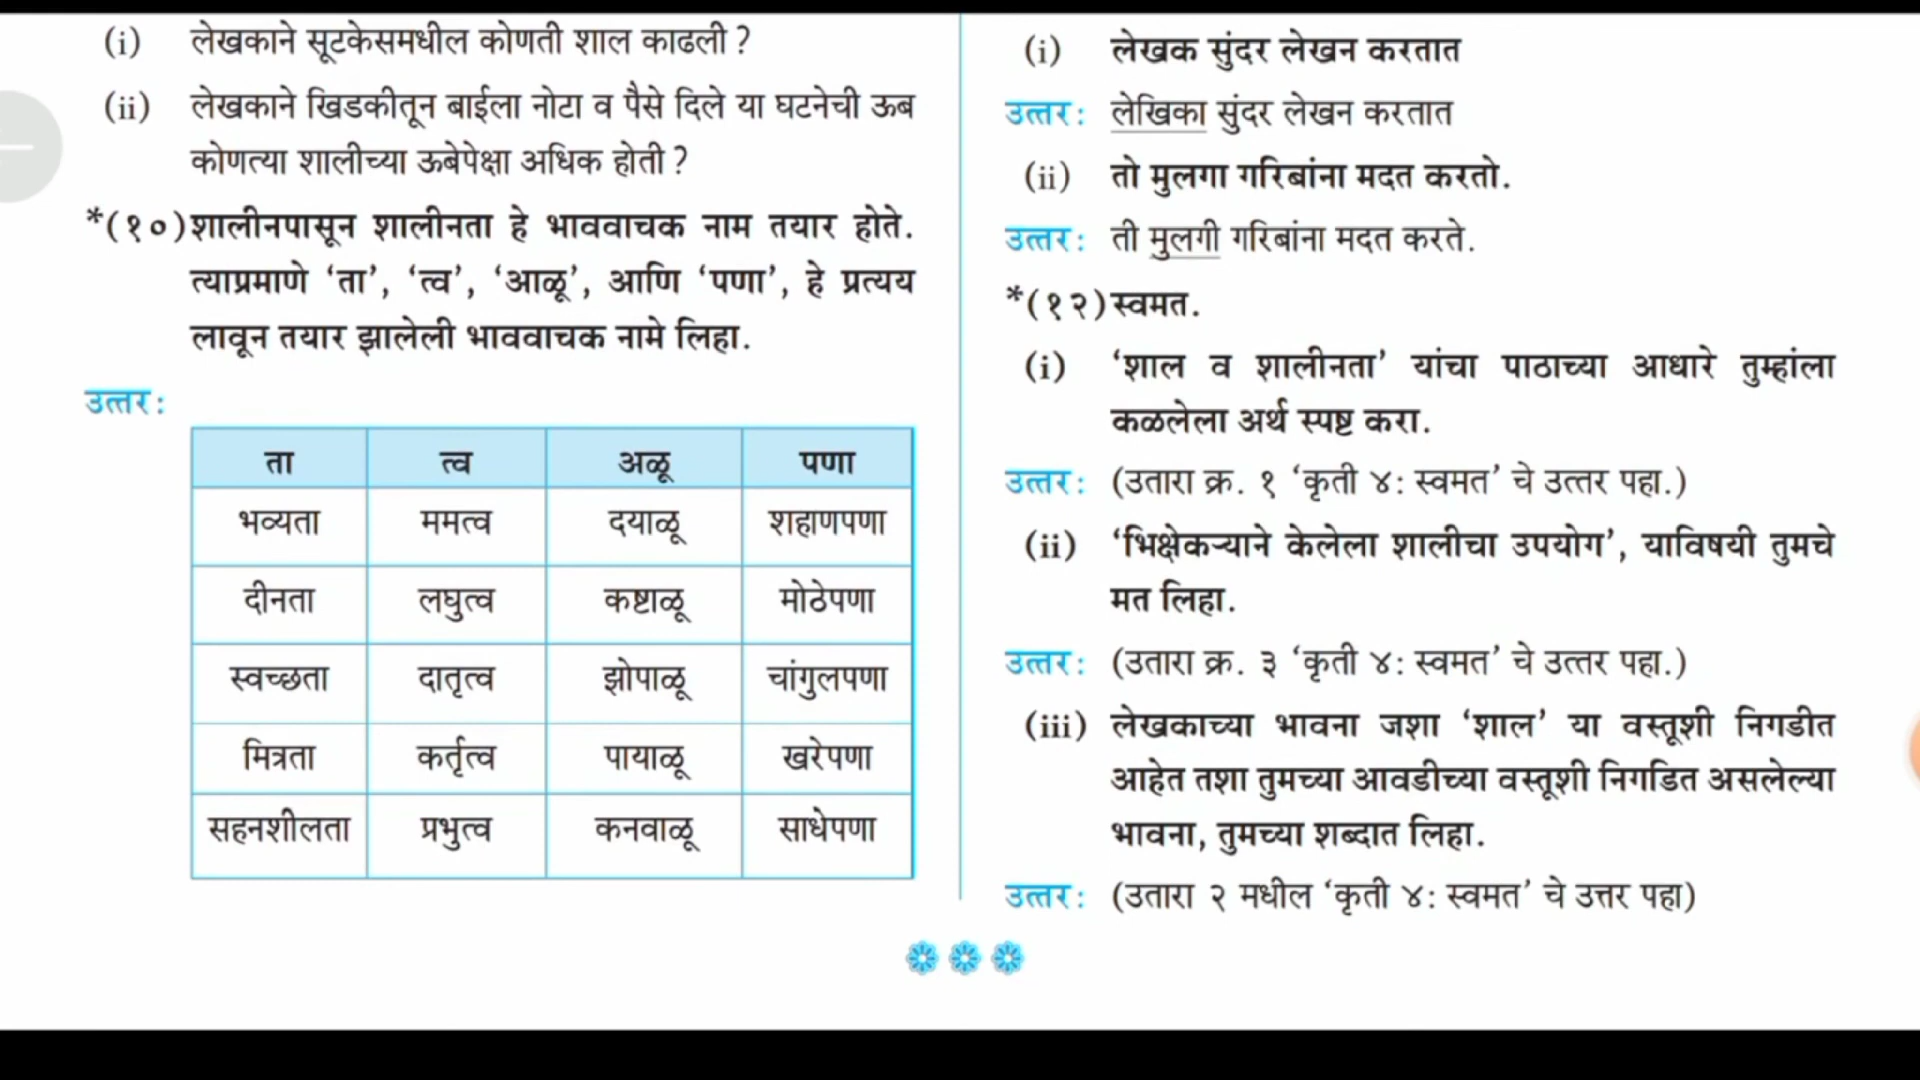 (i) लेखकाने सूटकेसमधील कोणती शाल काढली ?
(ii) लेखकाने खिडकीतून बाईला नोटा व पैसे दिले या घटनेची ऊब
कोणत्या शालीच्या ऊबेपेक्षा अधिक होती ?
*(१०) शालीनपासून शालीनता हे भाववाचक नाम तयार होते.
त्याप्रमाणे ‘ता’, ‘त्व’, ‘आळू’, आणि ‘पणा’, हे प्रत्यय
लावून तयार झालेली भाववाचक नामे लिहा.
उत्तर:
ता त्व अळू पणा
भव्यता ममत्व दयाळू शहाणपणा
दीनता लघुत्व कष्टाळू मोठेपणा
स्वच्छता दातृत्व झोपाळू चांगुलपणा
मित्रता कर्तृत्व पायाळू खरेपणा
सहनशीलता प्रभुत्व कनवाळू साधेपणा
(i) लेखक सुंदर लेखन करतात
उत्तर: लेखिका सुंदर लेखन करतात
(ii) तो मुलगा गरिबांना मदत करतो.
उत्तर: ती मुलगी गरिबांना मदत करते.
*(१२) स्वमत.
(i) ‘शाल व शालीनता’ यांचा पाठाच्या आधारे तुम्हांला
कळलेला अर्थ स्पष्ट करा.
उत्तर: (उतारा क्र. १ ‘कृती ४: स्वमत’ चे उत्तर पहा.)
(ii) ‘भिक्षेकऱ्याने केलेला शालीचा उपयोग’, याविषयी तुमचे
मत लिहा.
उत्तर: (उतारा क्र. ३ ‘कृती ४: स्वमत’ चे उत्तर पहा.)
(iii) लेखकाच्या भावना जशा ‘शाल’ या वस्तूशी निगडीत
आहेत तशा तुमच्या आवडीच्या वस्तूशी निगडित असलेल्या
भावना, तुमच्या शब्दात लिहा.
उत्तर: (उतारा २ मधील ‘कृती ४: स्वमत’ चे उत्तर पहा)